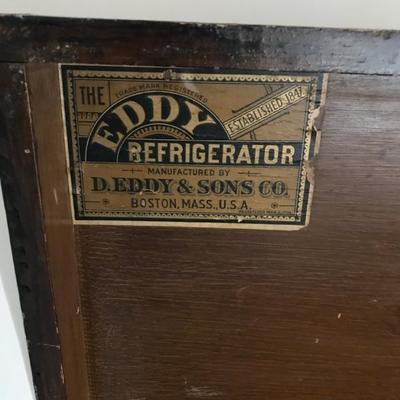 THE
TRADE MARK REGISTERED
EDDY
ESTABLISHED 1847
REFRIGERATOR
MANUFACTURED BY
D. EDDY & SONS CO.
BOSTON, MASS., U.S.A.